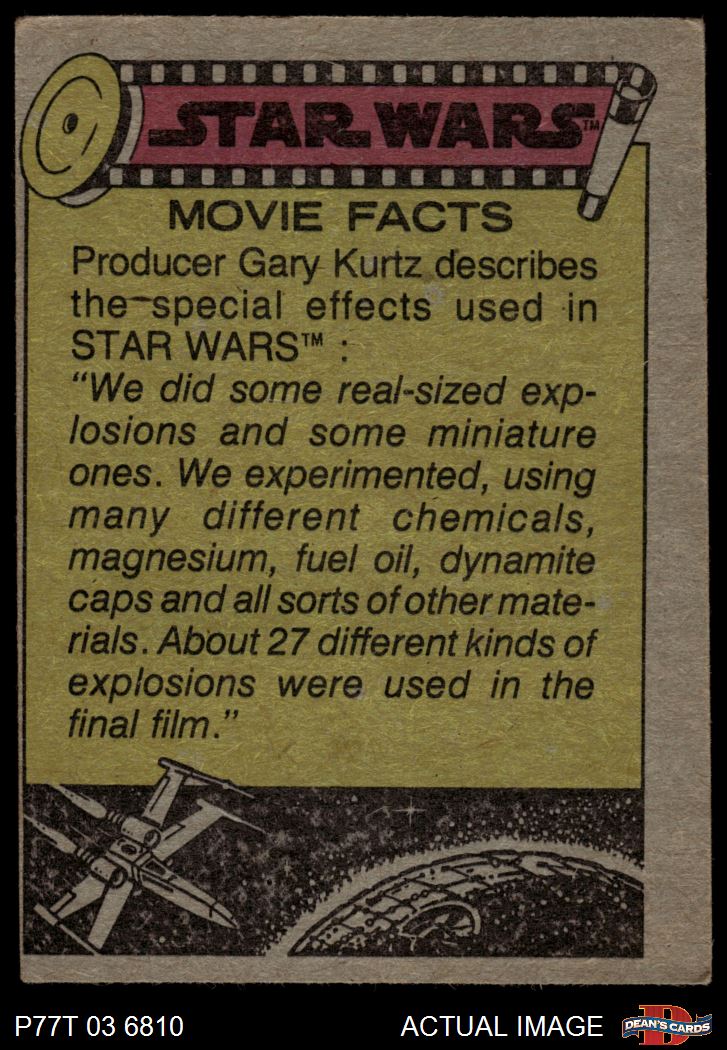 STAR WARS™
MOVIE FACTS
Producer Gary Kurtz describes
the special effects used in
STAR WARS™ :
“We did some real-sized exp-
losions and some miniature
ones. We experimented, using
many different chemicals,
magnesium, fuel oil, dynamite
caps and all sorts of other mate-
rials. About 27 different kinds of
explosions were used in the
final film.”
P77T 03 6810
ACTUAL IMAGE
D
DEAN'S CARDS